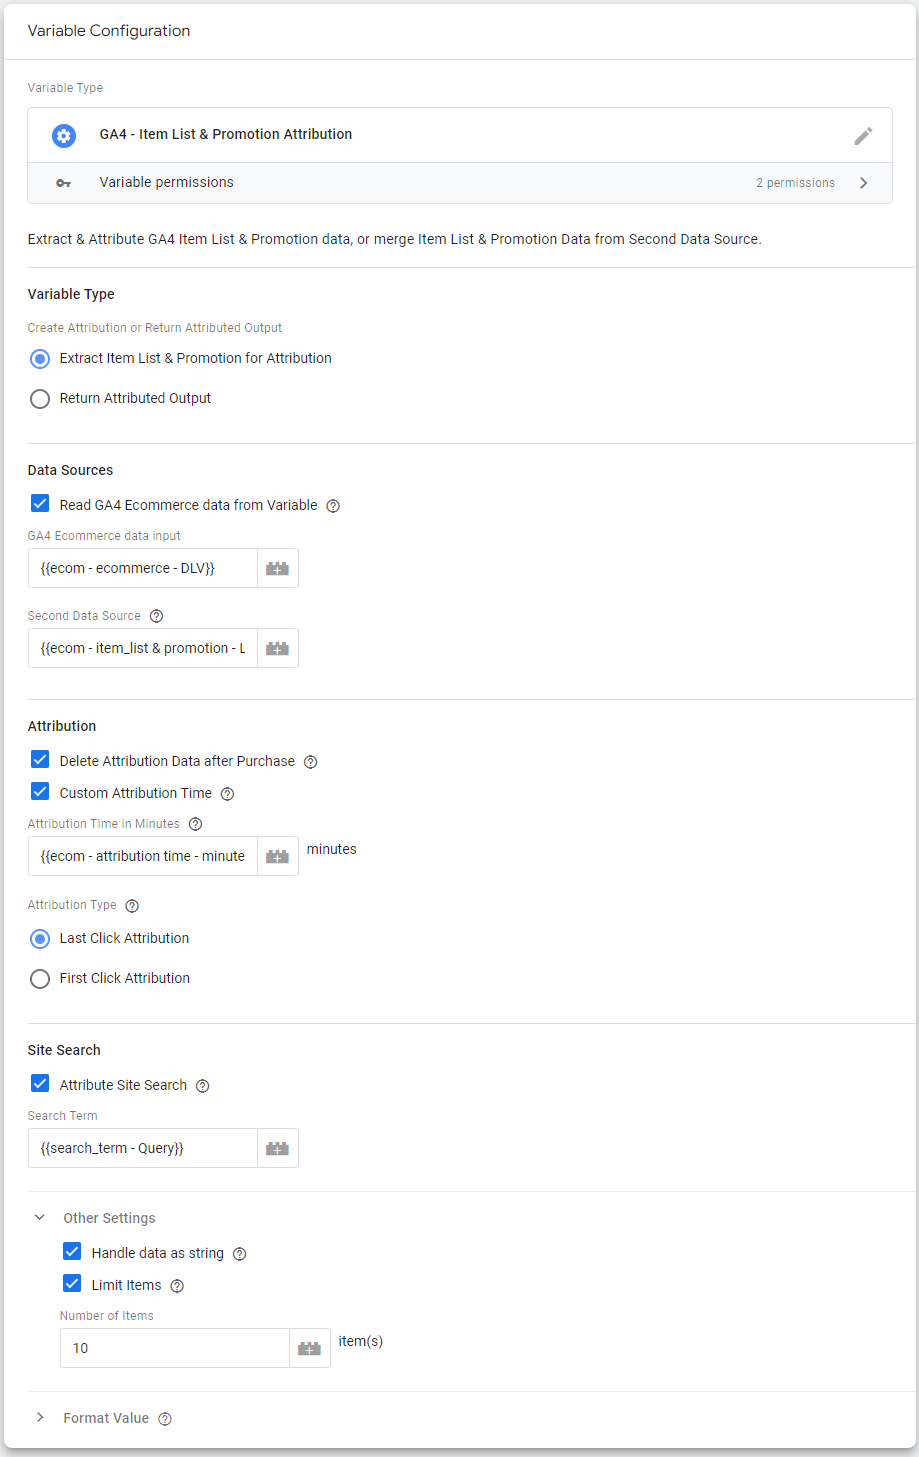 Variable Configuration
Variable Type
GA4 - Item List & Promotion Attribution
Variable permissions
2 permissions
Extract & Attribute GA4 Item List & Promotion data, or merge Item List & Promotion Data from Second Data Source.
Variable Type
Create Attribution or Return Attributed Output
Extract Item List & Promotion for Attribution
Return Attributed Output
Data Sources
Read GA4 Ecommerce data from Variable
GA4 Ecommerce data input
{{ecom - ecommerce - DLV}}
Second Data Source
{{ecom - item_list & promotion - L
Attribution
Delete Attribution Data after Purchase
Custom Attribution Time
Attribution Time in Minutes
{{ecom - attribution time - minute
minutes
Attribution Type
Last Click Attribution
First Click Attribution
Site Search
Attribute Site Search
Search Term
{{search_term - Query}}
Other Settings
Handle data as string
Limit Items
Number of Items
10
item(s)
Format Value